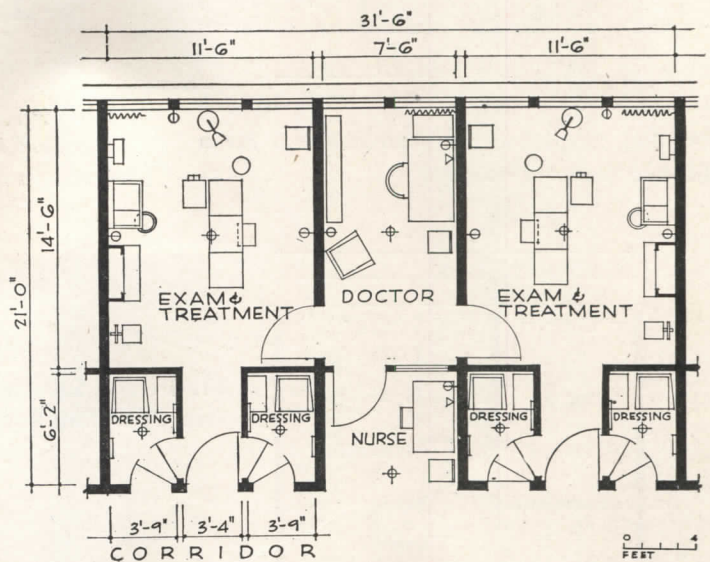 31'-6"
11'-6" 7'-6" 11'-6"
21'-0"
14'-6"
6'-2"
EXAM &
TREATMENT
DOCTOR
EXAM &
TREATMENT
DRESSING
DRESSING
NURSE
DRESSING
DRESSING
3'-9" 3'-4" 3'-9"
CORRIDOR
0 4
FEET